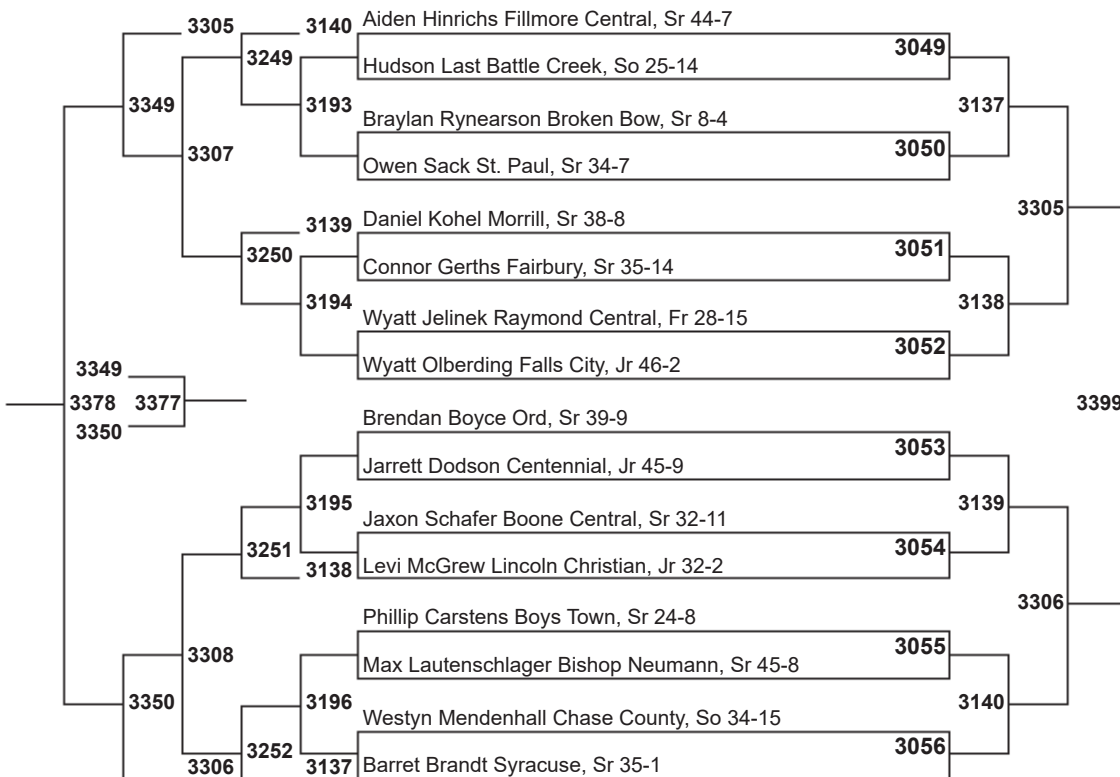 3305 3140 Aiden Hinrichs Fillmore Central, Sr 44-7
3249 3049
Hudson Last Battle Creek, So 25-14
3349 3193 3137
Braylan Rynearson Broken Bow, Sr 8-4
3307 3050
Owen Sack St. Paul, Sr 34-7
3305
3139 Daniel Kohel Morrill, Sr 38-8
3250 3051
Connor Gerths Fairbury, Sr 35-14
3194 3138
Wyatt Jelinek Raymond Central, Fr 28-15
3052
3349 Wyatt Olberding Falls City, Jr 46-2
3378 3377 3399
3350
Brendan Boyce Ord, Sr 39-9
3053
Jarrett Dodson Centennial, Jr 45-9
3195 3139
Jaxon Schafer Boone Central, Sr 32-11
3251 3054
3138 Levi McGrew Lincoln Christian, Jr 32-2
3306
Phillip Carstens Boys Town, Sr 24-8
3308 3055
Max Lautenschlager Bishop Neumann, Sr 45-8
3350 3196 3140
Westyn Mendenhall Chase County, So 34-15
3252 3056
3306 3137 Barret Brandt Syracuse, Sr 35-1